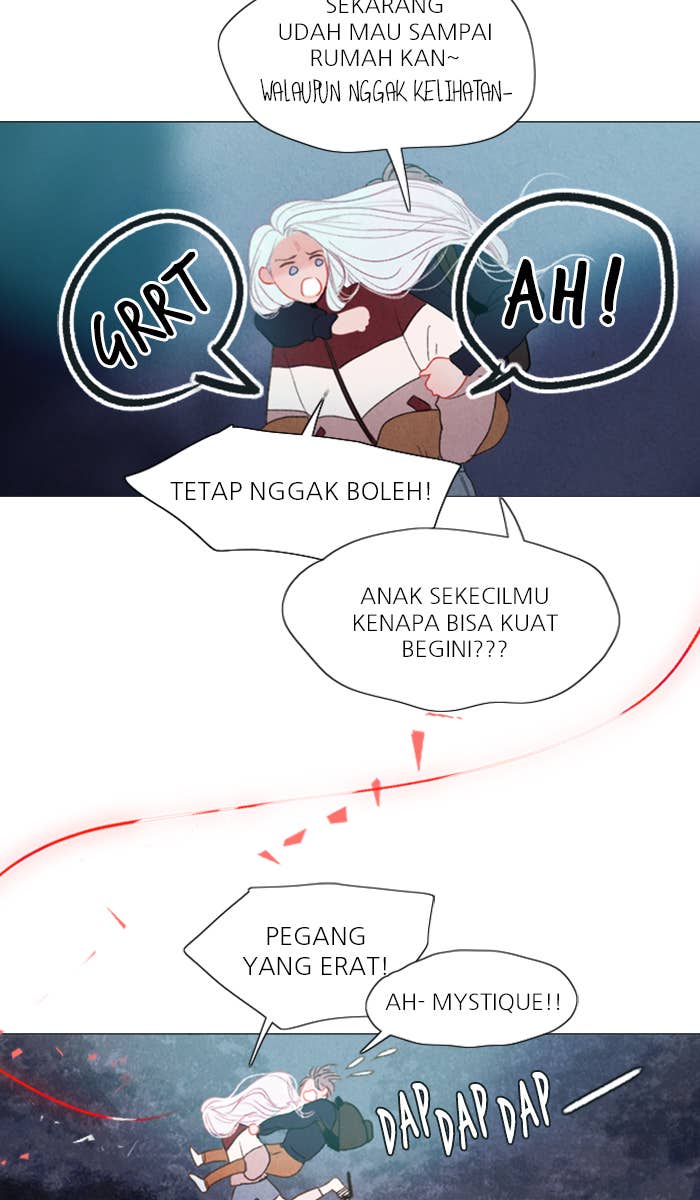 SEKARANG
UDAH MAU SAMPAI
RUMAH KAN~
WALAUPUN NGGAK KELIHATAN-
GRRT
AH!
TETAP NGGAK BOLEH!
ANAK SEKECILMU
KENAPA BISA KUAT
BEGINI???
PEGANG
YANG ERAT!
AH- MYSTIQUE!!
DAP DAP DAP